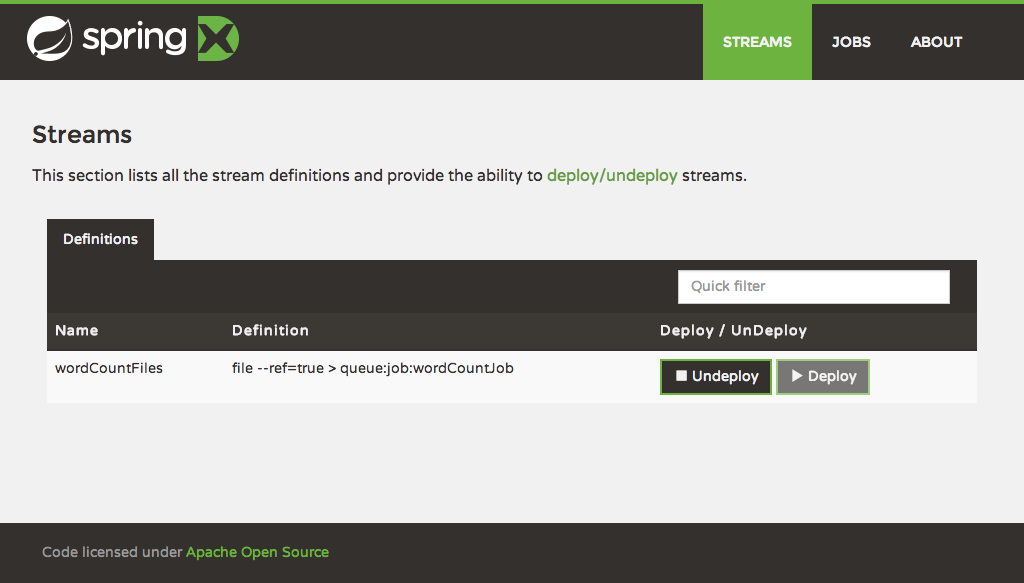 spring XD
STREAMS JOBS ABOUT
Streams
This section lists all the stream definitions and provide the ability to deploy/undeploy streams.
Definitions
Quick filter
Name Definition Deploy / UnDeploy
wordCountFiles file --ref=true > queue:job:wordCountJob Undeploy Deploy
Code licensed under Apache Open Source